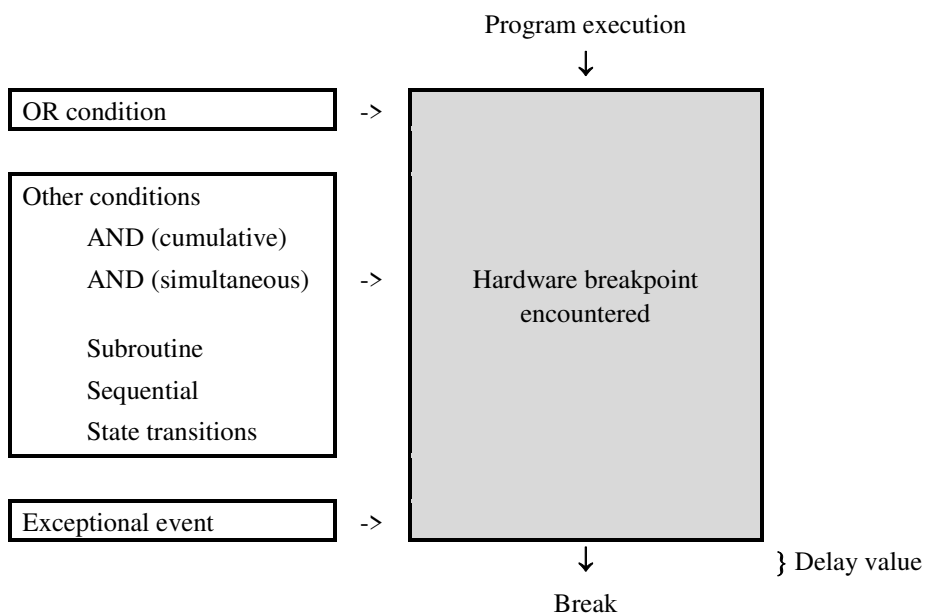 Program execution
↓
OR condition
->
Other conditions
AND (cumulative)
AND (simultaneous)
->
Subroutine
Sequential
State transitions
Hardware breakpoint
encountered
Exceptional event
->
↓
} Delay value
Break